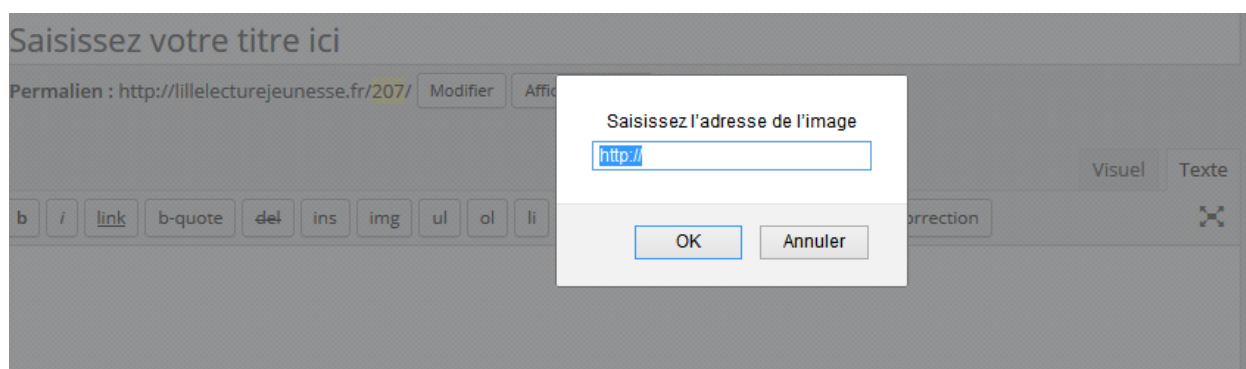 Saisissez votre titre ici
Permalien : http://lillelecturejeunesse.fr/207/ Modifier
Saisissez l'adresse de l'image
http://
Visuel Texte
b i link b-quote del ins img ul ol li
OK Annuler